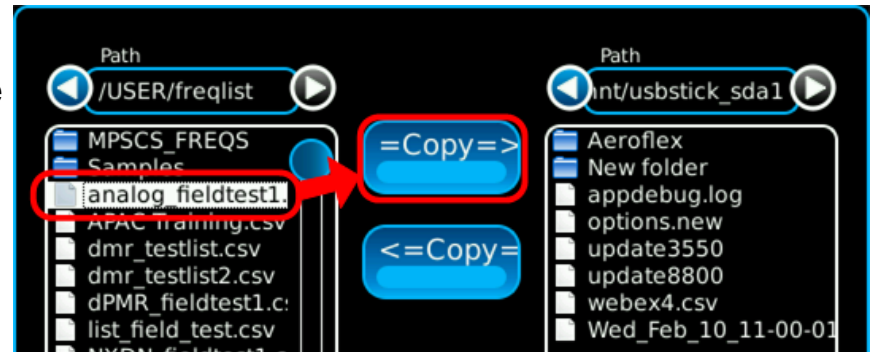 Path
/USER/freqlist
MPSCS_FREQS
Samples
analog_fieldtest1.
APAC Training.csv
dmr_testlist.csv
dmr_testlist2.csv
dPMR_fieldtest1.c
list_field_test.csv
NXDN_fieldtest1
=Copy=>
<=Copy=
Path
nt/usbstick_sda1
Aeroflex
New folder
appdebug.log
options.new
update3550
update8800
webex4.csv
Wed_Feb_10_11-00-01